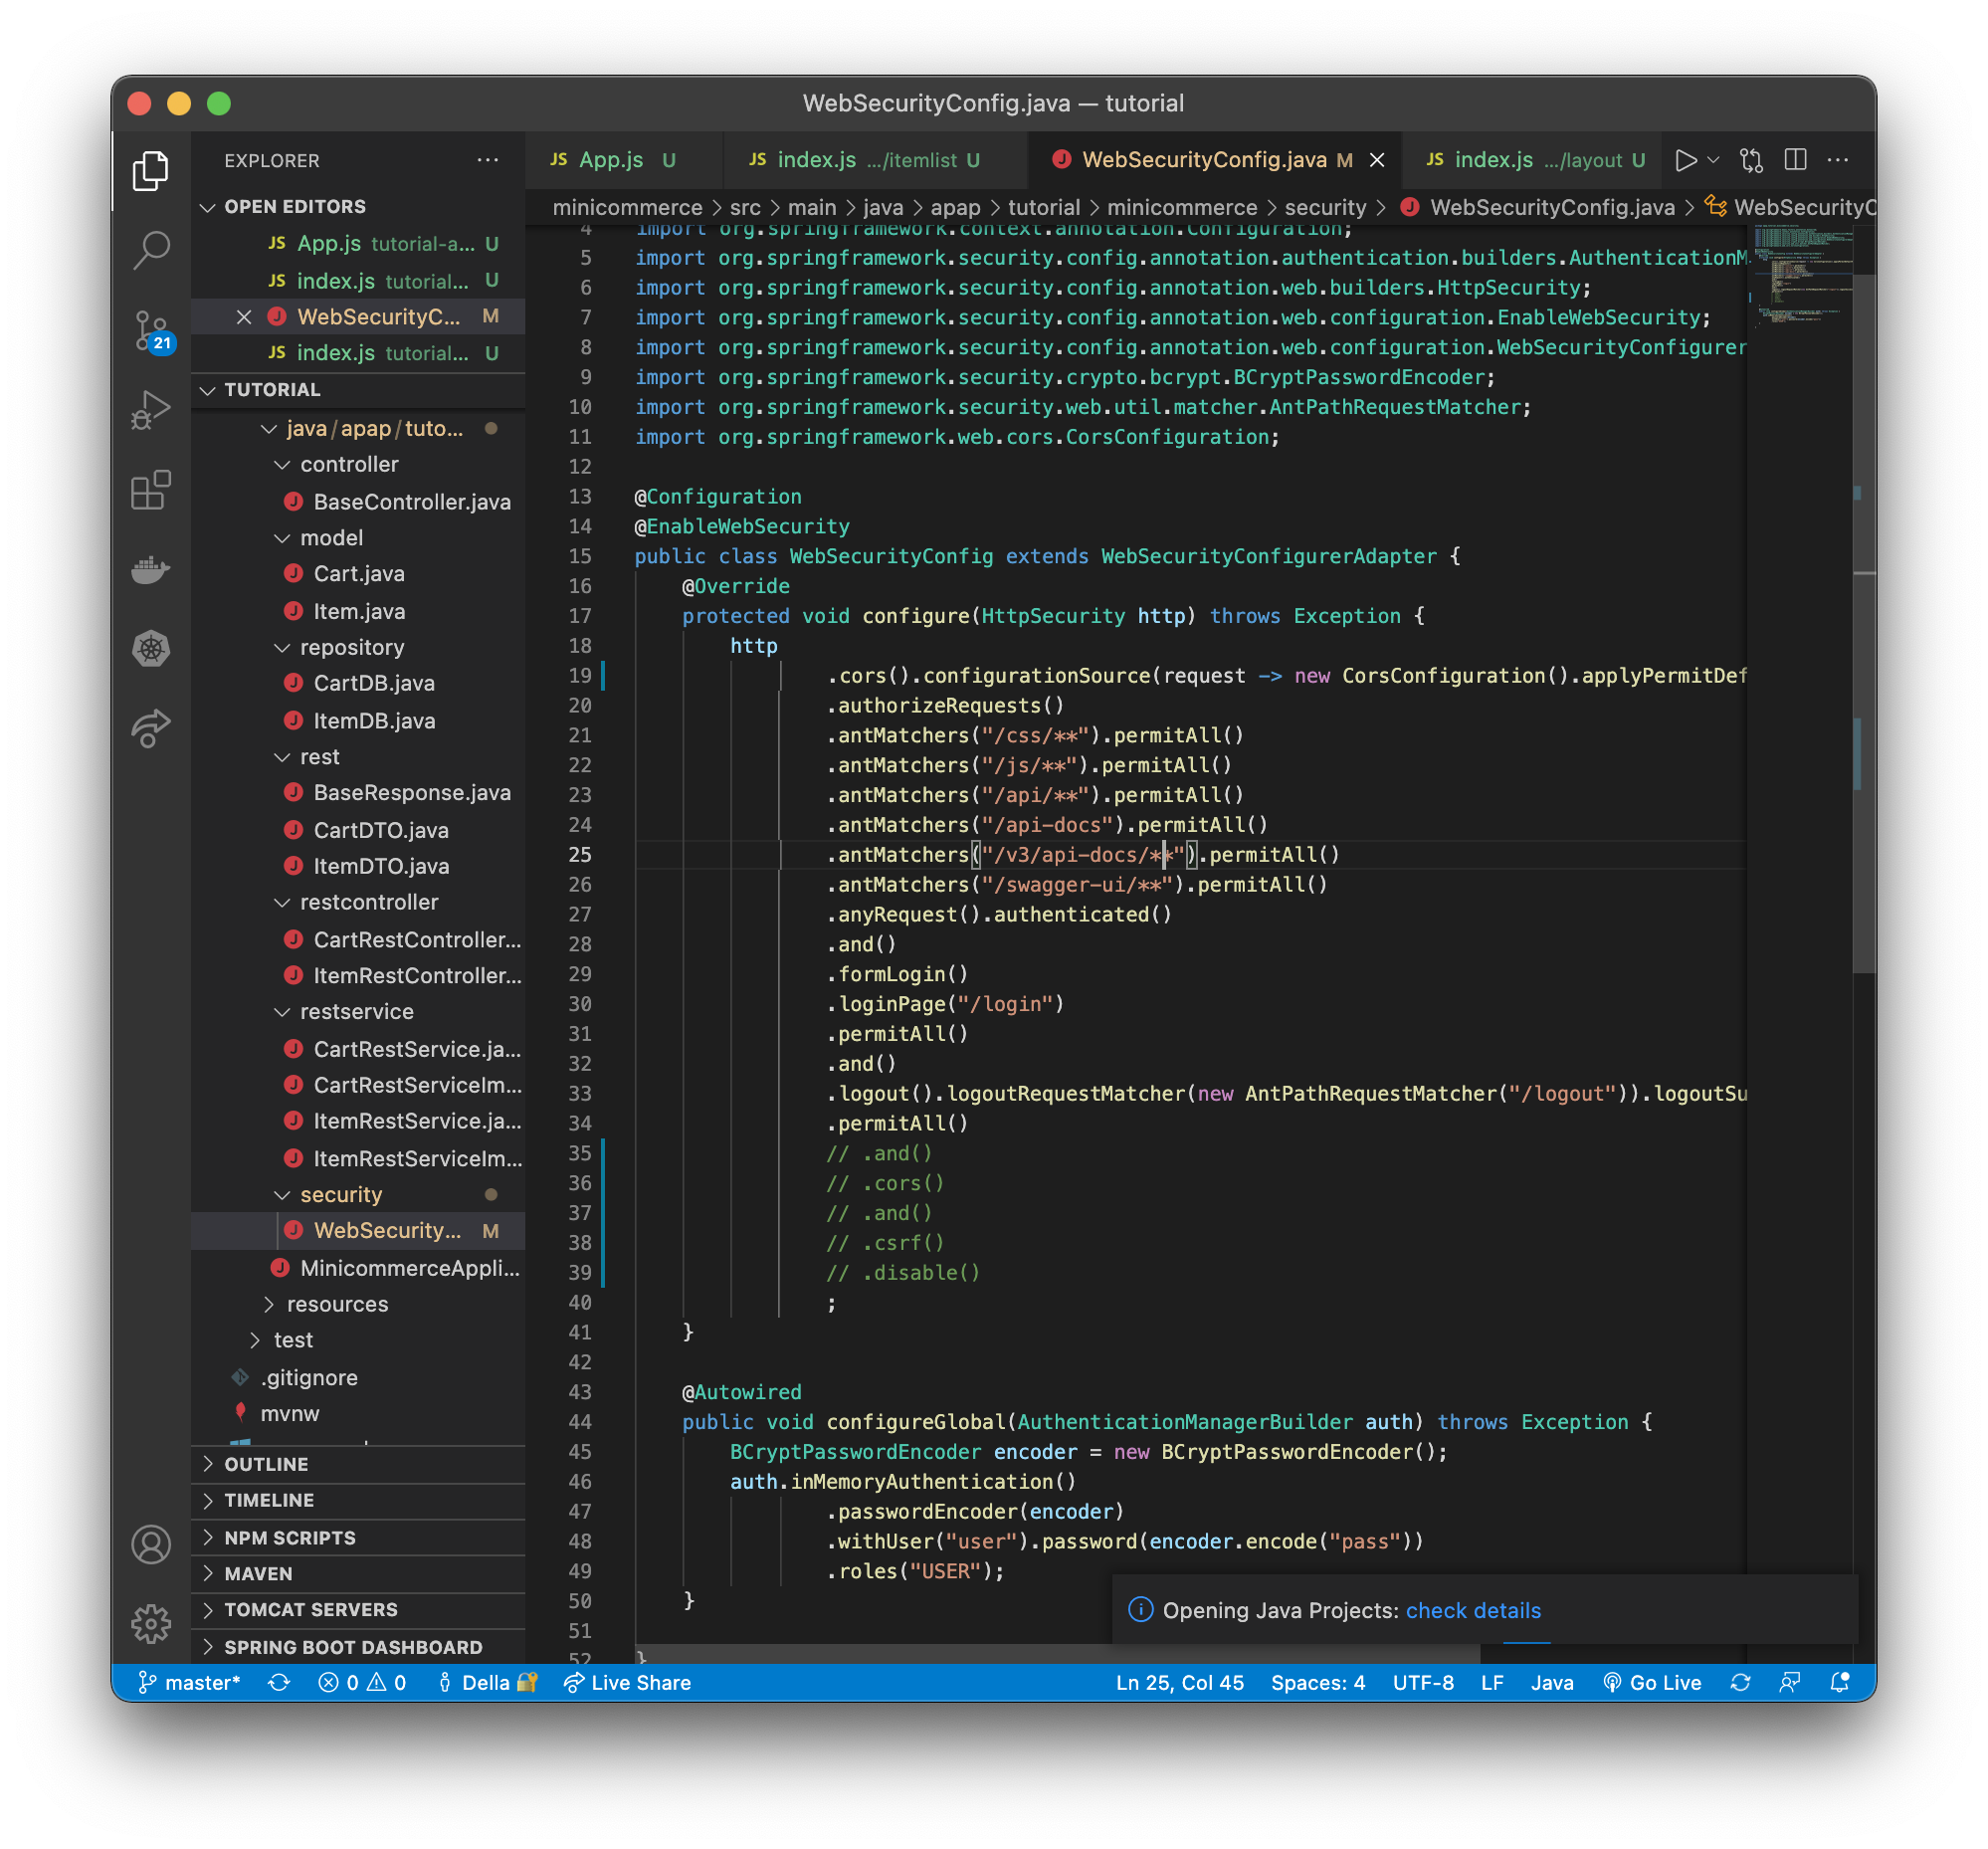 WebSecurityConfig.java — tutorial
EXPLORER
JS App.js U
JS index.js .../itemlist U
J WebSecurityConfig.java M
JS index.js .../layout U
OPEN EDITORS
JS App.js tutorial-a... U
JS index.js tutorial... U
J WebSecurityC... M
JS index.js tutorial... U
21
TUTORIAL
java/apap/tuto...
controller
J BaseController.java
model
J Cart.java
J Item.java
repository
J CartDB.java
J ItemDB.java
rest
J BaseResponse.java
J CartDTO.java
J ItemDTO.java
restcontroller
J CartRestController...
J ItemRestController...
restservice
J CartRestService.ja...
J CartRestServiceIm...
J ItemRestService.ja...
J ItemRestServiceIm...
security
J WebSecurity... M
J MinicommerceAppli...
resources
test
.gitignore
mvnw
OUTLINE
TIMELINE
NPM SCRIPTS
MAVEN
TOMCAT SERVERS
SPRING BOOT DASHBOARD
minicommerce > src > main > java > apap > tutorial > minicommerce > security > J WebSecurityConfig.java > WebSecurityC
4 import org.springframework.context.annotation.Configuration;
5 import org.springframework.security.config.annotation.authentication.builders.AuthenticationM
6 import org.springframework.security.config.annotation.web.builders.HttpSecurity;
7 import org.springframework.security.config.annotation.web.configuration.EnableWebSecurity;
8 import org.springframework.security.config.annotation.web.configuration.WebSecurityConfigurer
9 import org.springframework.security.crypto.bcrypt.BCryptPasswordEncoder;
10 import org.springframework.security.web.util.matcher.AntPathRequestMatcher;
11 import org.springframework.web.cors.CorsConfiguration;
12
13 @Configuration
14 @EnableWebSecurity
15 public class WebSecurityConfig extends WebSecurityConfigurerAdapter {
16 @Override
17 protected void configure(HttpSecurity http) throws Exception {
18 http
19 .cors().configurationSource(request -> new CorsConfiguration().applyPermitDef
20 .authorizeRequests()
21 .antMatchers("/css/**").permitAll()
22 .antMatchers("/js/**").permitAll()
23 .antMatchers("/api/**").permitAll()
24 .antMatchers("/api-docs").permitAll()
25 .antMatchers("/v3/api-docs/**").permitAll()
26 .antMatchers("/swagger-ui/**").permitAll()
27 .anyRequest().authenticated()
28 .and()
29 .formLogin()
30 .loginPage("/login")
31 .permitAll()
32 .and()
33 .logout().logoutRequestMatcher(new AntPathRequestMatcher("/logout")).logoutSu
34 .permitAll()
35 // .and()
36 // .cors()
37 // .and()
38 // .csrf()
39 // .disable()
40 ;
41 }
42
43 @Autowired
44 public void configureGlobal(AuthenticationManagerBuilder auth) throws Exception {
45 BCryptPasswordEncoder encoder = new BCryptPasswordEncoder();
46 auth.inMemoryAuthentication()
47 .passwordEncoder(encoder)
48 .withUser("user").password(encoder.encode("pass"))
49 .roles("USER");
50 }
51
52 }
Opening Java Projects: check details
master* 0 0 Della Live Share Ln 25, Col 45 Spaces: 4 UTF-8 LF Java Go Live